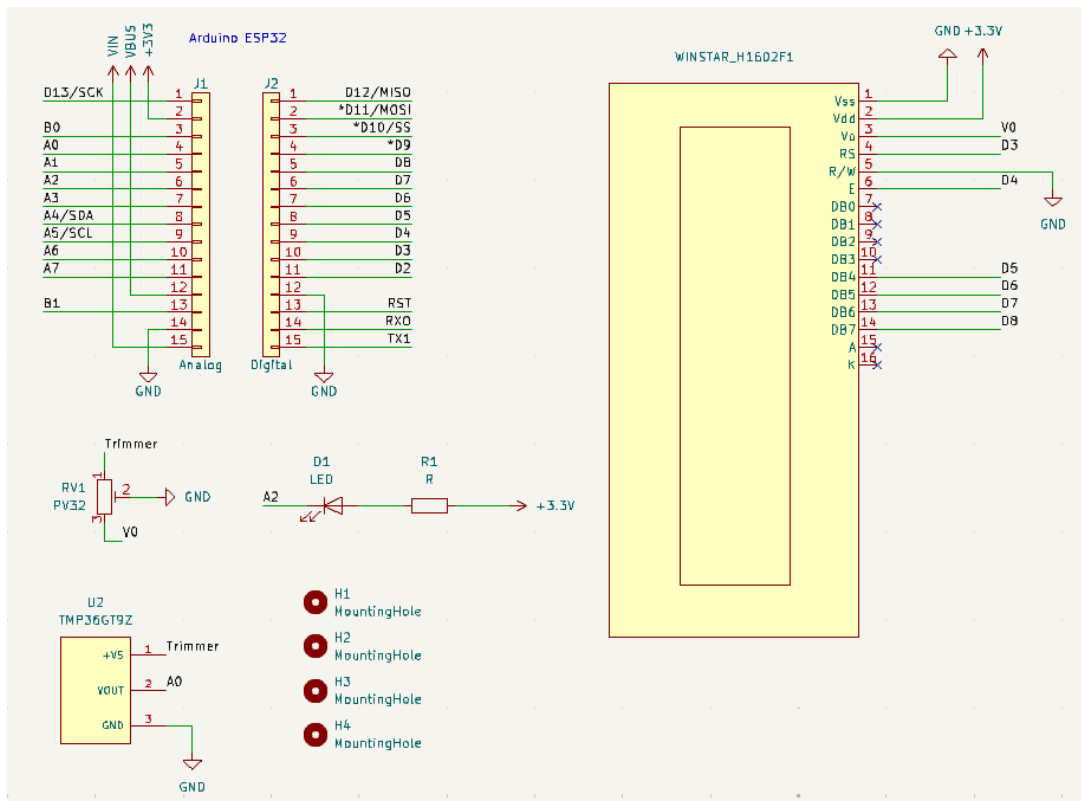 Arduino ESP32
VIN
VBUS
+3V3
J1
D13/SCK 1
2
B0 3
A0 4
A1 5
A2 6
A3 7
A4/SDA 8
A5/SCL 9
A6 10
A7 11
12
B1 13
14
15
Analog
GND
J2
1 D12/MISO
2 *D11/MOSI
3 *D10/SS
4 *D9
5 D8
6 D7
7 D6
8 D5
9 D4
10 D3
11 D2
12
13 RST
14 RX0
15 TX1
Digital
GND
WINSTAR_H1602F1
GND +3.3V
Vss 1
Vdd 2
Vo 3 V0
RS 4 D3
R/W 5
E 6 D4
GND
DB0 7
DB1 8
DB2 9
DB3 10
DB4 11 D5
DB5 12 D6
DB6 13 D7
DB7 14 D8
A 15
K 16
Trimmer
1
RV1
PV32
2 GND
3
V0
D1
LED
R1
R
A2
+3.3V
U2
TMP36GT9Z
+VS 1 Trimmer
VOUT 2 A0
GND 3
GND
H1
MountingHole
H2
MountingHole
H3
MountingHole
H4
MountingHole